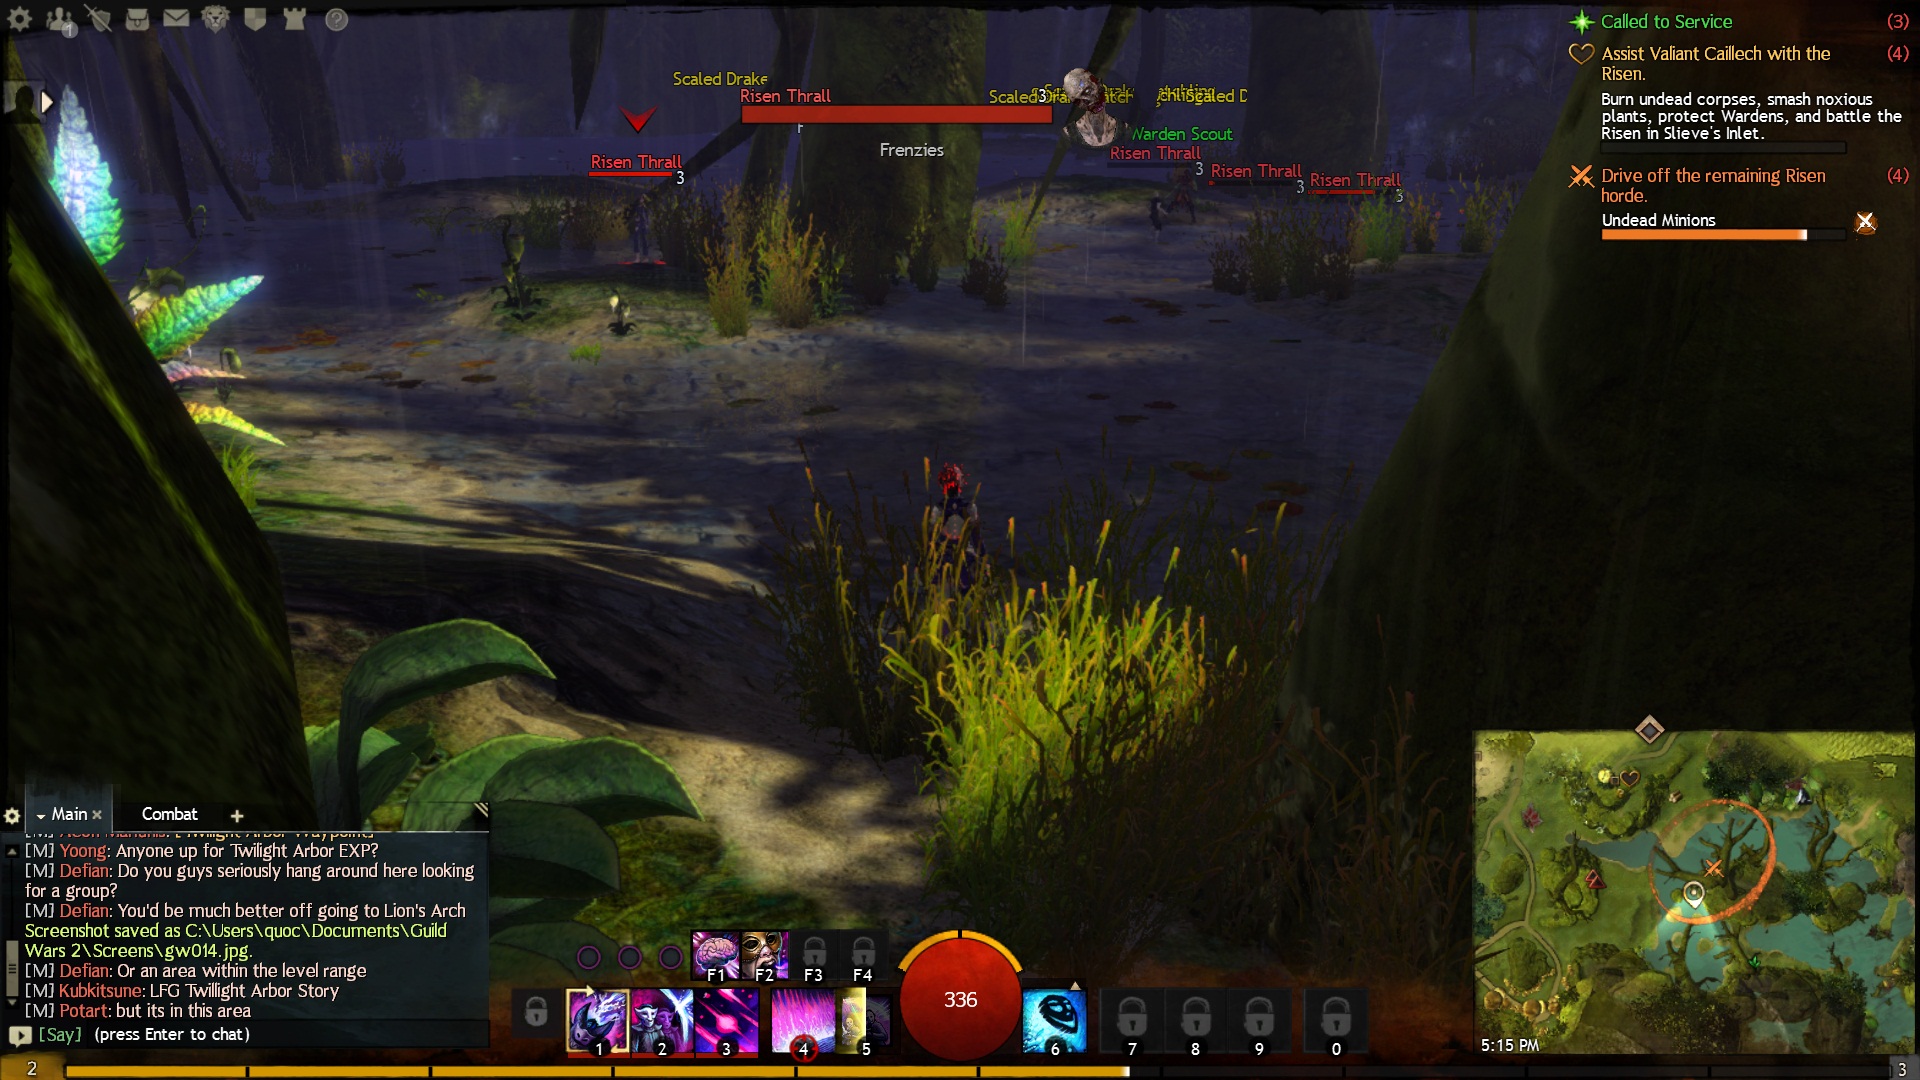 1
Called to Service (3)
Assist Valiant Caillech with the (4)
Risen.
Burn undead corpses, smash noxious
plants, protect Wardens, and battle the
Risen in Slieve's Inlet.
Drive off the remaining Risen (4)
horde.
Undead Minions
Scaled Drake
Risen Thrall 3
Frenzies
Warden Scout
Risen Thrall
3
Risen Thrall
3
Risen Thrall
3
Risen Thrall
3
Main Combat
[M] Yoong: Anyone up for Twilight Arbor EXP?
[M] Defian: Do you guys seriously hang around here looking
for a group?
[M] Defian: You'd be much better off going to Lion's Arch
Screenshot saved as C:\Users\quoc\Documents\Guild
Wars 2\Screens\gw014.jpg.
[M] Defian: Or an area within the level range
[M] Kubkitsune: LFG Twillight Arbor Story
[M] Potart: but its in this area
[Say] (press Enter to chat)
F1 F2 F3 F4
336
1 2 3 4 5 6 7 8 9 0
5:15 PM
2 3